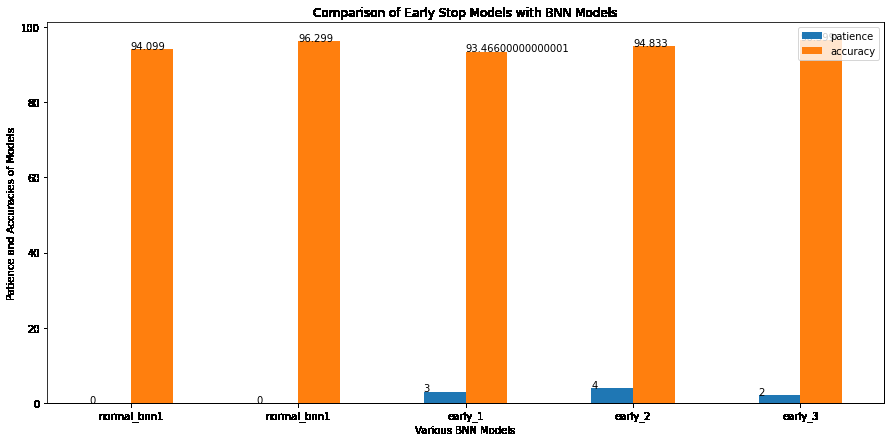 Comparison of Early Stop Models with BNN Models
100
80
60
40
20
0
Patience and Accuracies of Models
94.099
96.299
93.46600000000001
94.833
0
0
3
4
2
patience
accuracy
normal_bnn1
normal_bnn1
early_1
early_2
early_3
Various BNN Models